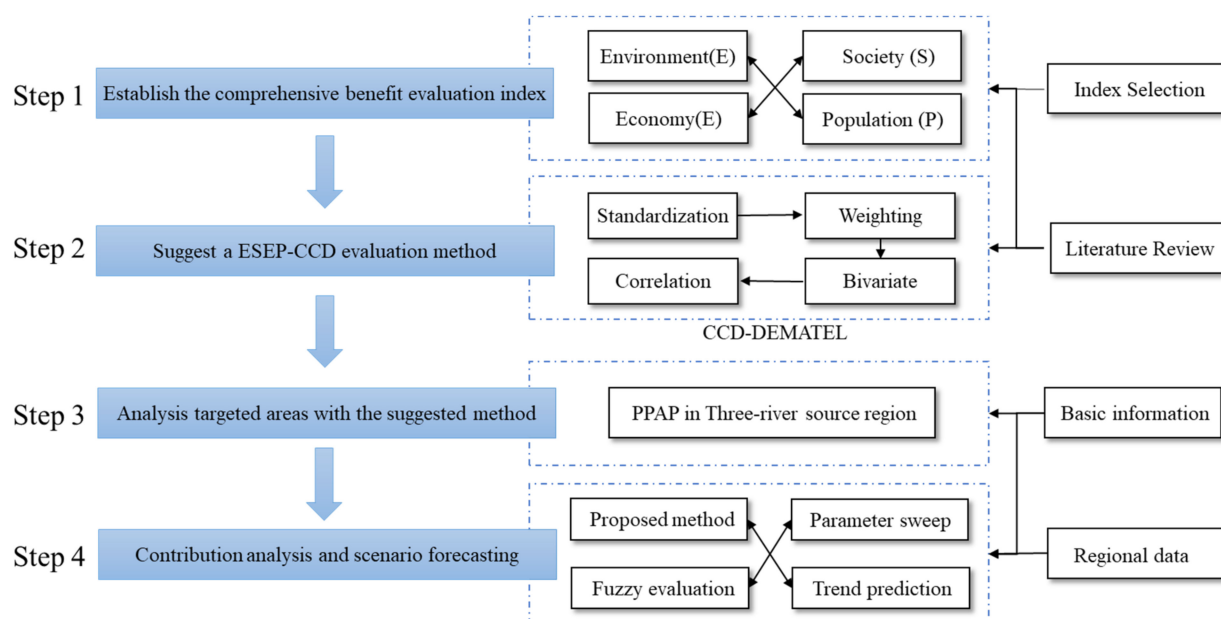 Step 1
Establish the comprehensive benefit evaluation index
Environment(E)
Society (S)
Economy(E)
Population (P)
Index Selection
Step 2
Suggest a ESEP-CCD evaluation method
Standardization
Weighting
Correlation
Bivariate
CCD-DEMATEL
Literature Review
Step 3
Analysis targeted areas with the suggested method
PPAP in Three-river source region
Basic information
Step 4
Contribution analysis and scenario forecasting
Proposed method
Parameter sweep
Fuzzy evaluation
Trend prediction
Regional data